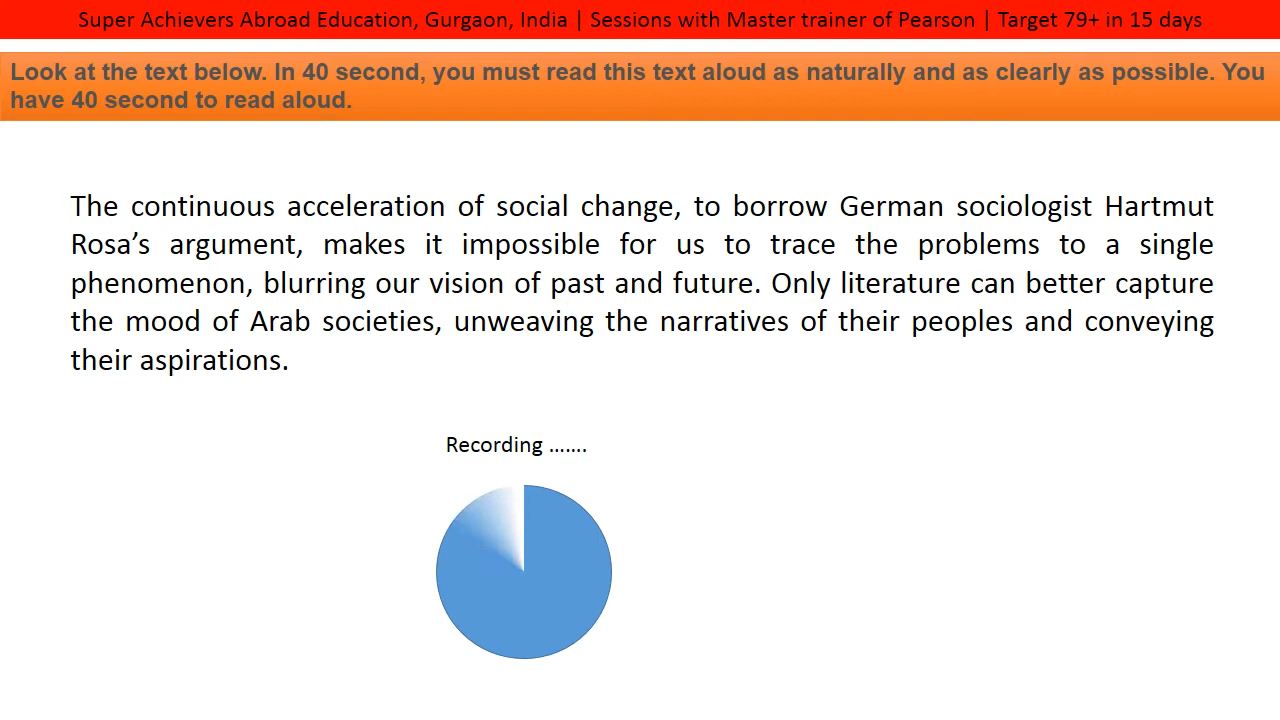 Super Achievers Abroad Education, Gurgaon, India | Sessions with Master trainer of Pearson | Target 79+ in 15 days
Look at the text below. In 40 second, you must read this text aloud as naturally and as clearly as possible. You
have 40 second to read aloud.
The continuous acceleration of social change, to borrow German sociologist Hartmut
Rosa’s argument, makes it impossible for us to trace the problems to a single
phenomenon, blurring our vision of past and future. Only literature can better capture
the mood of Arab societies, unweaving the narratives of their peoples and conveying
their aspirations.
Recording .......